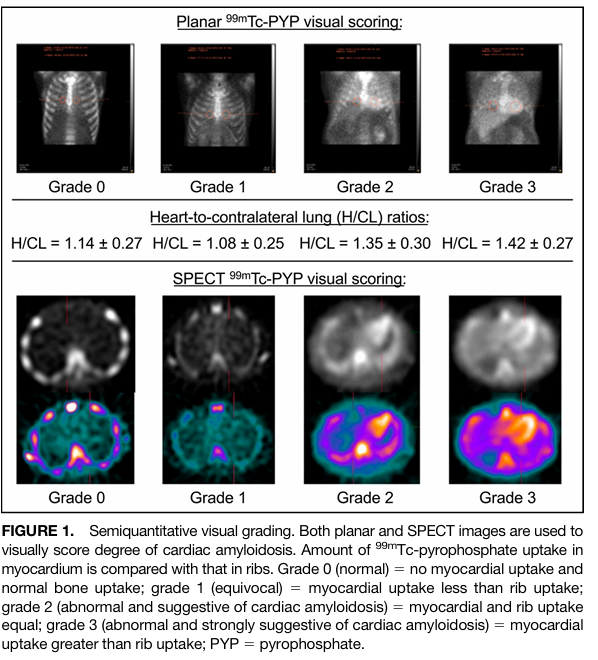 Planar ⁹⁹ᵐTc-PYP visual scoring:
Grade 0 Grade 1 Grade 2 Grade 3
Heart-to-contralateral lung (H/CL) ratios:
H/CL = 1.14 ± 0.27 H/CL = 1.08 ± 0.25 H/CL = 1.35 ± 0.30 H/CL = 1.42 ± 0.27
SPECT ⁹⁹ᵐTc-PYP visual scoring:
Grade 0 Grade 1 Grade 2 Grade 3
FIGURE 1. Semiquantitative visual grading. Both planar and SPECT images are used to
visually score degree of cardiac amyloidosis. Amount of ⁹⁹ᵐTc-pyrophosphate uptake in
myocardium is compared with that in ribs. Grade 0 (normal) = no myocardial uptake and
normal bone uptake; grade 1 (equivocal) = myocardial uptake less than rib uptake;
grade 2 (abnormal and suggestive of cardiac amyloidosis) = myocardial and rib uptake
equal; grade 3 (abnormal and strongly suggestive of cardiac amyloidosis) = myocardial
uptake greater than rib uptake; PYP = pyrophosphate.